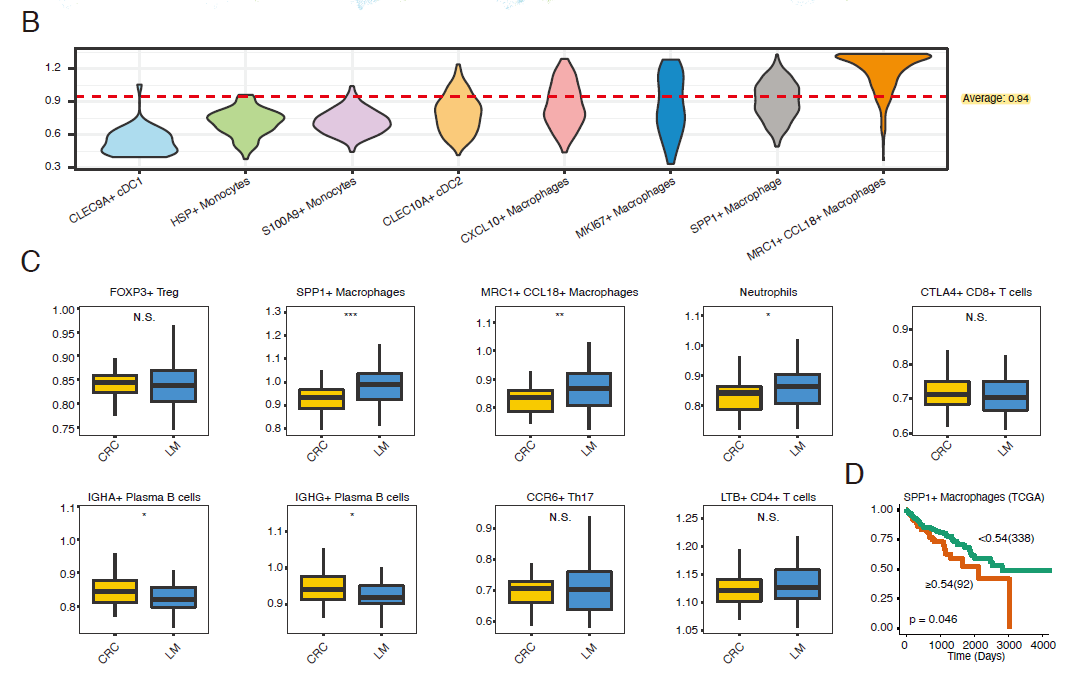 B
1.2
0.9
0.6
0.3
Average: 0.94
CLEC9A+ cDC1
HSP+ Monocytes
S100A9+ Monocytes
CLEC10A+ cDC2
CXCL10+ Macrophages
MKI67+ Macrophages
SPP1+ Macrophage
MRC1+ CCL18+ Macrophages
C
FOXP3+ Treg
N.S.
1.00
0.95
0.90
0.85
0.80
0.75
CRC
LM
SPP1+ Macrophages
***
1.3
1.2
1.1
1.0
0.9
0.8
CRC
LM
MRC1+ CCL18+ Macrophages
**
1.1
1.0
0.9
0.8
CRC
LM
Neutrophils
*
1.1
1.0
0.9
0.8
CRC
LM
CTLA4+ CD8+ T cells
N.S.
0.9
0.8
0.7
0.6
CRC
LM
IGHA+ Plasma B cells
*
1.1
1.0
0.9
0.8
CRC
LM
IGHG+ Plasma B cells
*
1.1
1.0
0.9
CRC
LM
CCR6+ Th17
N.S.
0.9
0.8
0.7
0.6
CRC
LM
LTB+ CD4+ T cells
N.S.
1.25
1.20
1.15
1.10
1.05
CRC
LM
D
SPP1+ Macrophages (TCGA)
1.00
0.75
0.50
0.25
0.00
<0.54(338)
≥0.54(92)
p = 0.046
0 1000 2000 3000 4000
Time (Days)